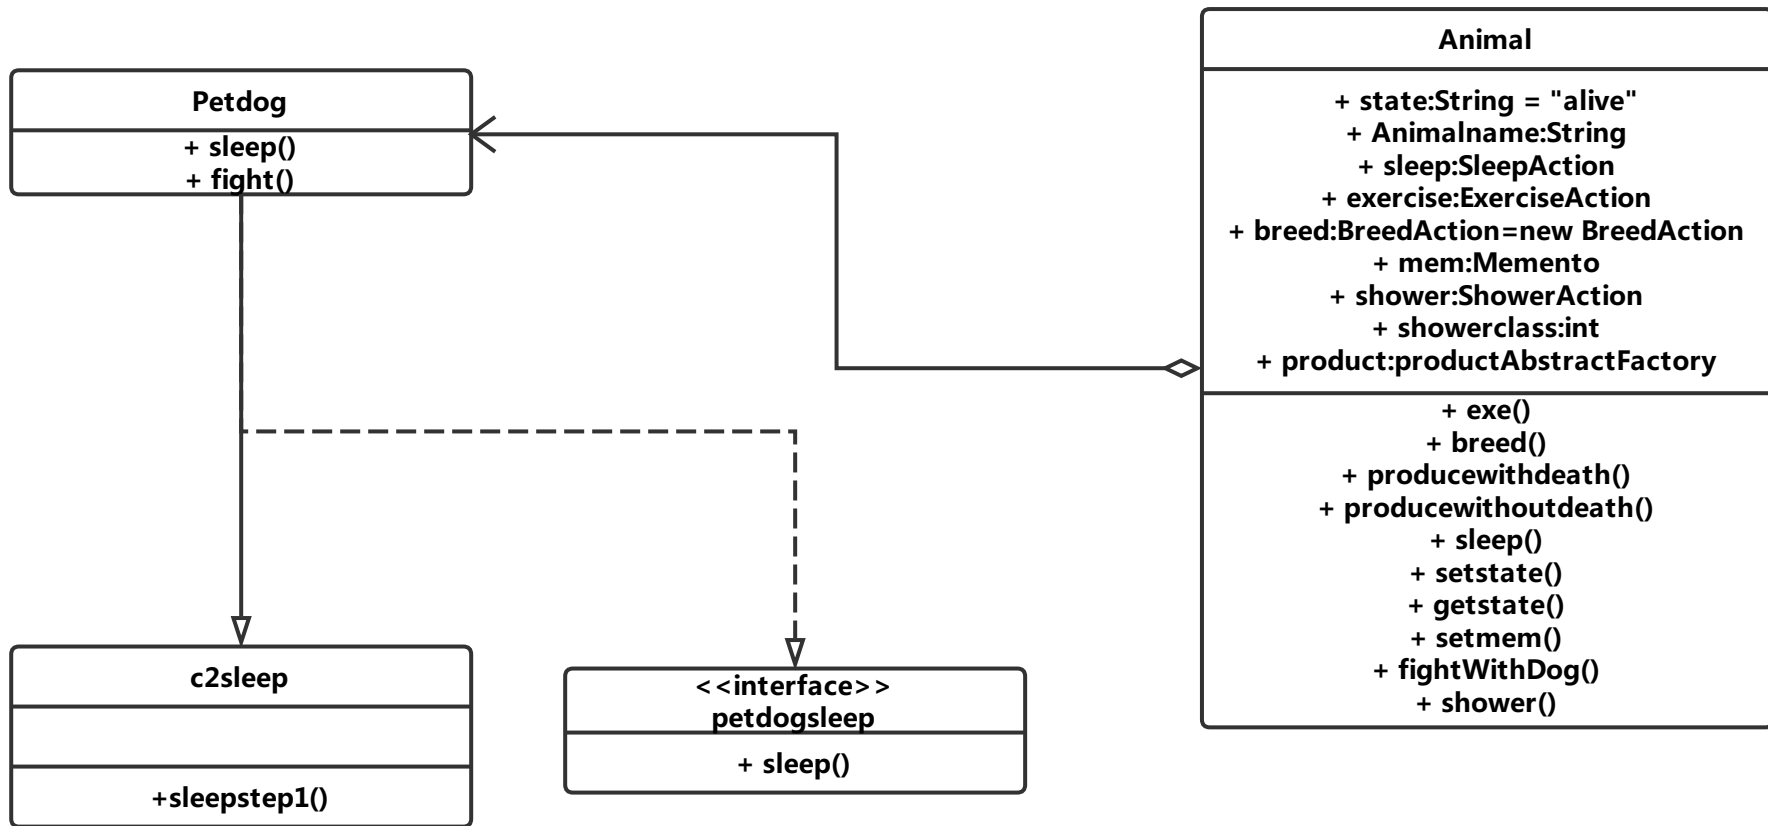 Petdog
+ sleep()
+ fight()
Animal
+ state:String = "alive"
+ Animalname:String
+ sleep:SleepAction
+ exercise:ExerciseAction
+ breed:BreedAction=new BreedAction
+ mem:Memento
+ shower:ShowerAction
+ showerclass:int
+ product:productAbstractFactory
+ exe()
+ breed()
+ producewithdeath()
+ producewithoutdeath()
+ sleep()
+ setstate()
+ getstate()
+ setmem()
+ fightWithDog()
+ shower()
c2sleep
+sleepstep1()
<<interface>>
petdogsleep
+ sleep()